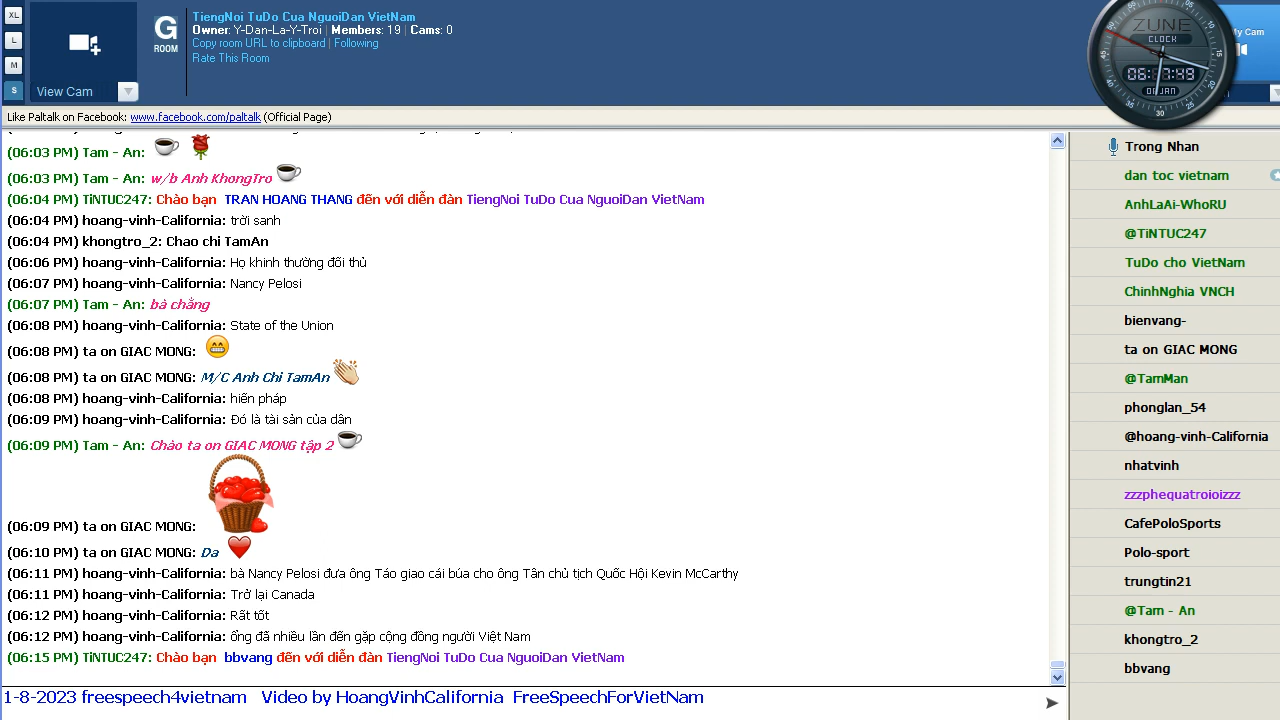 XL
L
M
S
View Cam
G
ROOM
TiengNoi TuDo Cua NguoiDan VietNam
Owner: Y-Dan-La-Y-Troi | Members: 19 | Cams: 0
Copy room URL to clipboard | Following
Rate This Room
ZUNE
CLOCK
My Cam
Like Paltalk on Facebook: www.facebook.com/paltalk (Official Page)
(06:03 PM) Tam - An:
(06:03 PM) Tam - An: w/b Anh KhongTro
(06:04 PM) TiNTUC247: Chào bạn TRAN HOANG THANG đến với diễn đàn TiengNoi TuDo Cua NguoiDan VietNam
(06:04 PM) hoang-vinh-California: trời sanh
(06:04 PM) khongtro_2: Chao chi TamAn
(06:06 PM) hoang-vinh-California: Họ khinh thường đối thủ
(06:07 PM) hoang-vinh-California: Nancy Pelosi
(06:07 PM) Tam - An: bà chằng
(06:08 PM) hoang-vinh-California: State of the Union
(06:08 PM) ta on GIAC MONG:
(06:08 PM) ta on GIAC MONG: M/C Anh Chi TamAn
(06:08 PM) hoang-vinh-California: hiến pháp
(06:09 PM) hoang-vinh-California: Đó là tài sản của dân
(06:09 PM) Tam - An: Chào ta on GIAC MONG tập 2
(06:09 PM) ta on GIAC MONG:
(06:10 PM) ta on GIAC MONG: Da
(06:11 PM) hoang-vinh-California: bà Nancy Pelosi đưa ông Táo giao cái búa cho ông Tân chủ tịch Quốc Hội Kevin McCarthy
(06:11 PM) hoang-vinh-California: Trở lại Canada
(06:12 PM) hoang-vinh-California: Rất tốt
(06:12 PM) hoang-vinh-California: ổng đã nhiều lần đến gặp cộng đồng người Việt Nam
(06:15 PM) TiNTUC247: Chào bạn bbvang đến với diễn đàn TiengNoi TuDo Cua NguoiDan VietNam
1-8-2023 freespeech4vietnam Video by HoangVinhCalifornia FreeSpeechForVietNam
Trong Nhan
dan toc vietnam
AnhLaAi-WhoRU
@TiNTUC247
TuDo cho VietNam
ChinhNghia VNCH
bienvang-
ta on GIAC MONG
@TamMan
phonglan_54
@hoang-vinh-California
nhatvinh
zzzphequatroioizzz
CafePoloSports
Polo-sport
trungtin21
@Tam - An
khongtro_2
bbvang